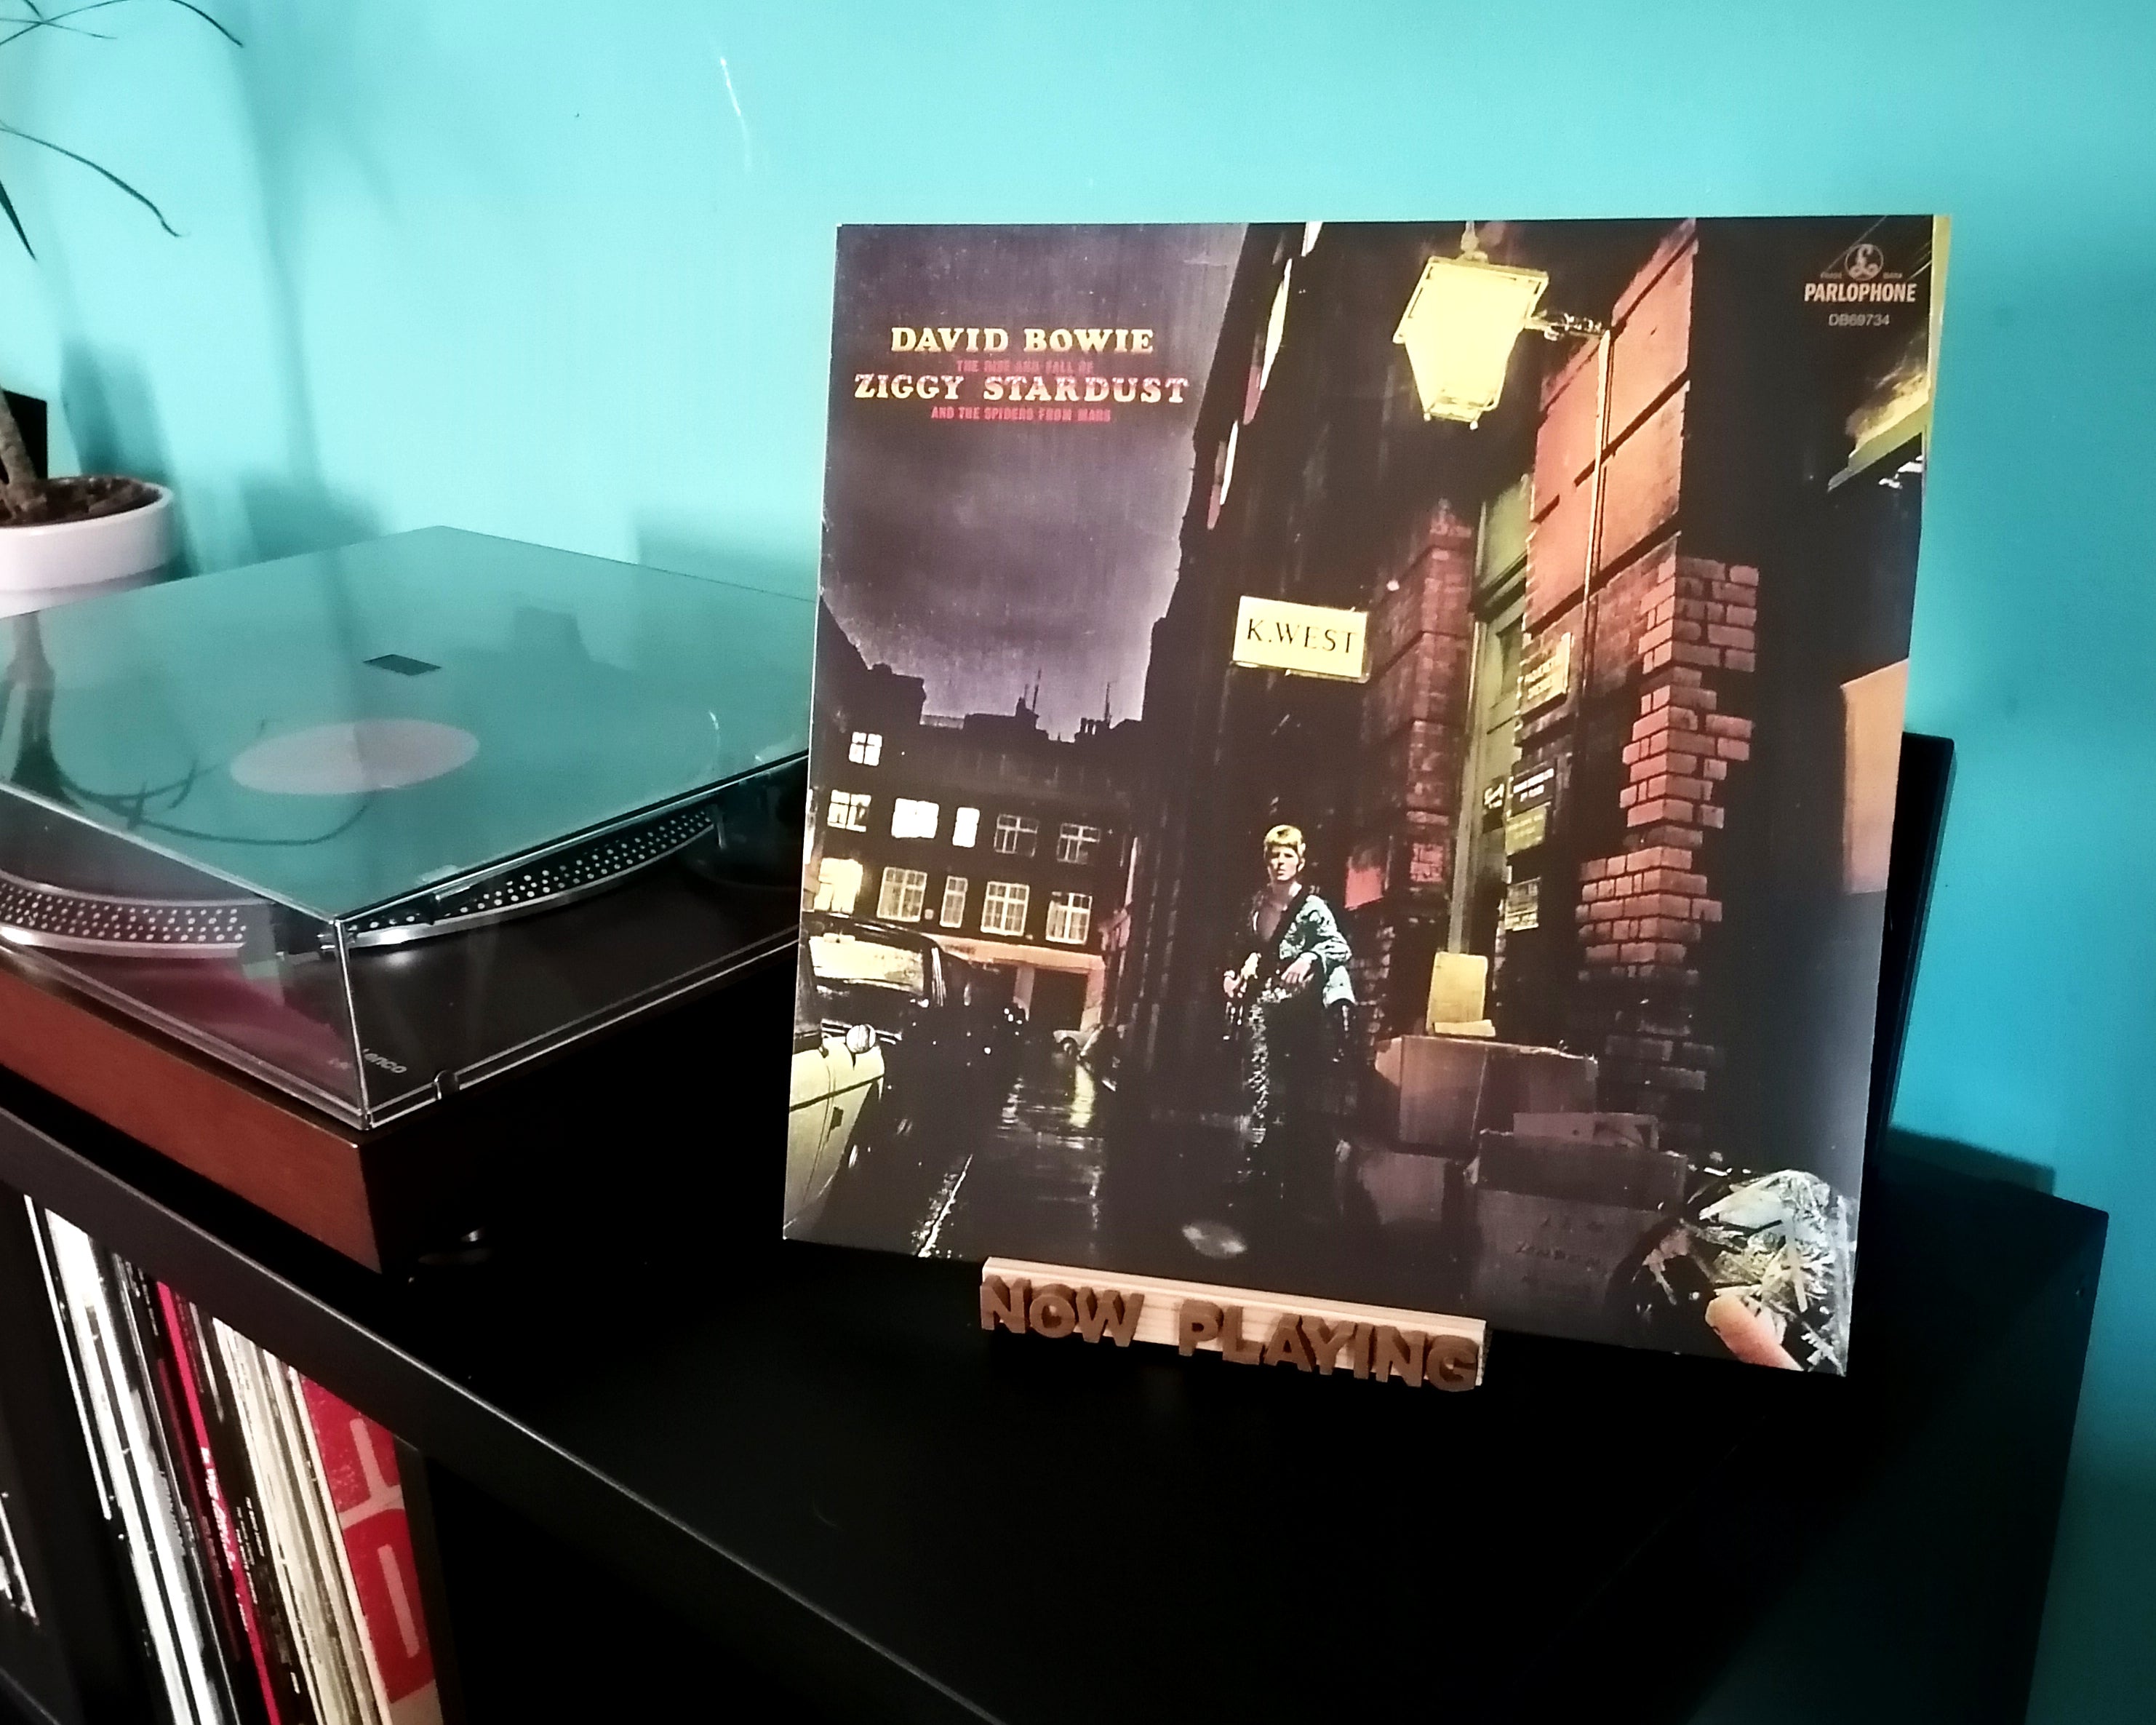 DAVID BOWIE
THE RISE AND FALL OF
ZIGGY STARDUST
AND THE SPIDERS FROM MARS
PARLOPHONE
DB69734
K.WEST
enco
NOW PLAYING